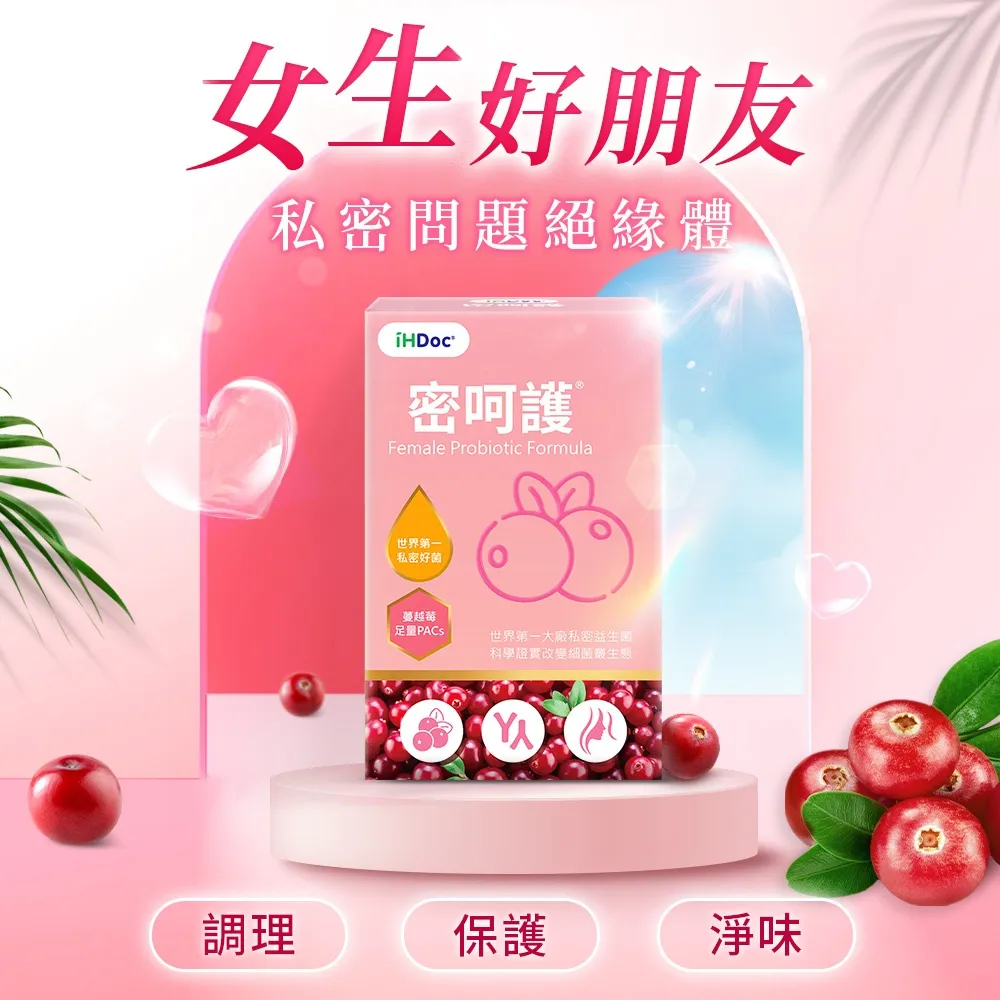 女生好朋友
私密問題絕緣體
iHDoc®
密呵護®
Female Probiotic Formula
世界第一
私密好菌
蔓越莓
足量PACs
世界第一大廠私密益生菌
科學證實改變細菌叢生態
調理
保護
淨味